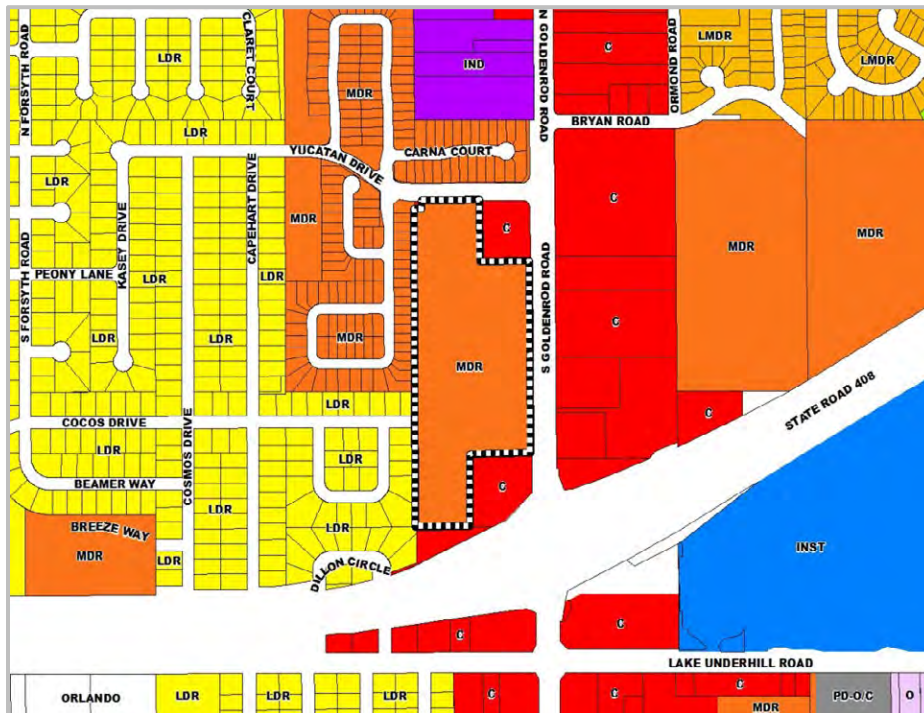 N FORSYTH ROAD
LDR
CLARET COURT
MDR
IND
N GOLDENROD ROAD
C
ORMOND ROAD
LMDR
LMDR
BRYAN ROAD
LDR
YUCATAN DRIVE
CARNA COURT
LDR
KASEY DRIVE
CAPEHART DRIVE
MDR
C
C
MDR
MDR
S FORSYTH ROAD
PEONY LANE
LDR
LDR
S GOLDENROD ROAD
C
LDR
LDR
MDR
MDR
LDR
COCOS DRIVE
C
STATE ROAD 408
LDR
COSMOS DRIVE
LDR
BEAMER WAY
C
LDR
BREEZE WAY
LDR
INST
MDR
LDR
DILLON CIRCLE
C
C
LAKE UNDERHILL ROAD
ORLANDO
LDR
LDR
LDR
C
C
C
MDR
PD-O/C
O